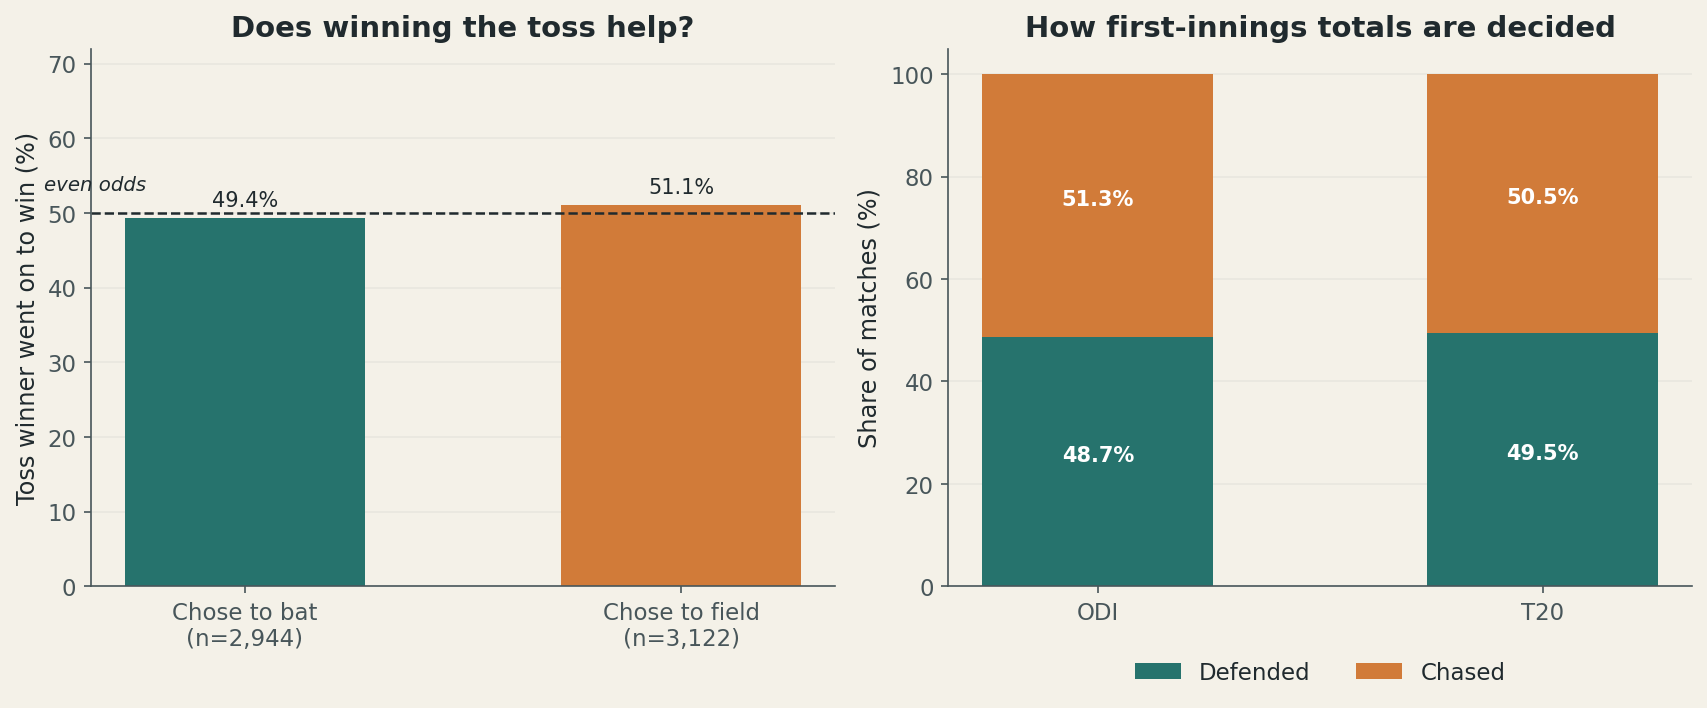 Does winning the toss help?
Toss winner went on to win (%)
70
60
50
40
30
20
10
0
even odds
49.4%
51.1%
Chose to bat
(n=2,944)
Chose to field
(n=3,122)
How first-innings totals are decided
Share of matches (%)
100
80
60
40
20
0
51.3%
48.7%
50.5%
49.5%
ODI
T20
Defended
Chased